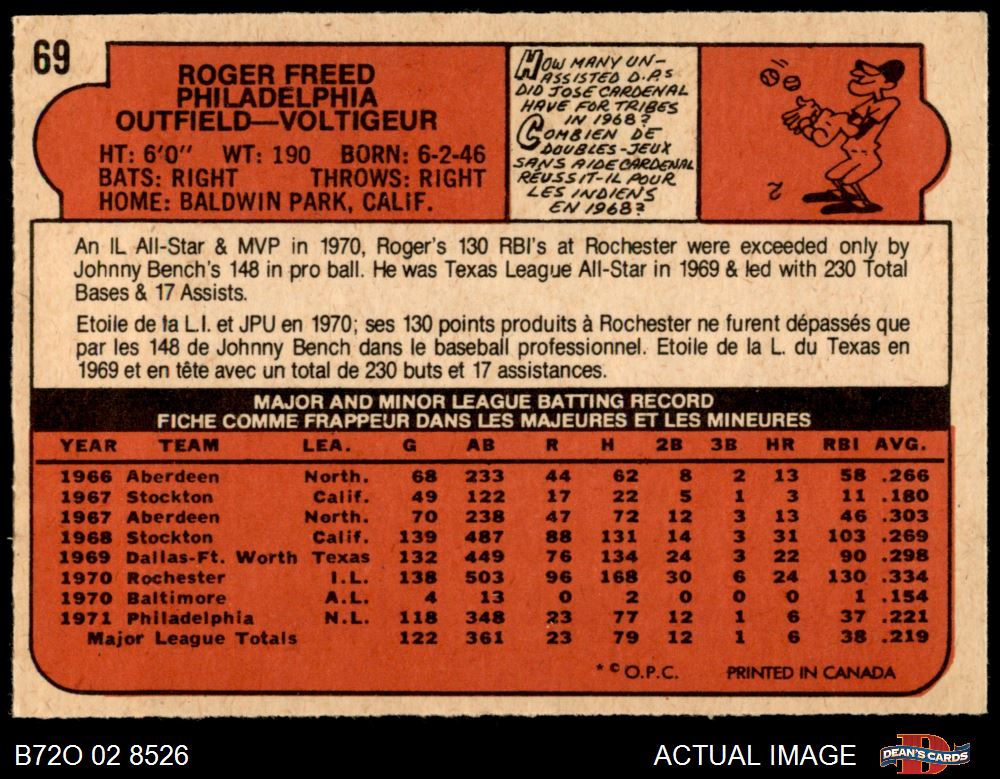 69
ROGER FREED
PHILADELPHIA
OUTFIELD—VOLTIGEUR
HT: 6'0" WT: 190 BORN: 6-2-46
BATS: RIGHT THROWS: RIGHT
HOME: BALDWIN PARK, CALIF.
HOW MANY UN-
ASSISTED D.P.s
DID JOSE CARDENAL
HAVE FOR TRIBES
IN 1968?
COMBIEN DE
DOUBLES-JEUX
SANS AIDE CARDENAL
RÉUSSIT-IL POUR
LES INDIENS
EN 1968?
2
An IL All-Star & MVP in 1970, Roger's 130 RBI's at Rochester were exceeded only by
Johnny Bench's 148 in pro ball. He was Texas League All-Star in 1969 & led with 230 Total
Bases & 17 Assists.
Etoile de la L.I. et JPU en 1970; ses 130 points produits à Rochester ne furent dépassés que
par les 148 de Johnny Bench dans le baseball professionnel. Etoile de la L. du Texas en
1969 et en tête avec un total de 230 buts et 17 assistances.
MAJOR AND MINOR LEAGUE BATTING RECORD
FICHE COMME FRAPPEUR DANS LES MAJEURES ET LES MINEURES
YEAR TEAM LEA. G AB R H 2B 3B HR RBI AVG.
1966 Aberdeen North. 68 233 44 62 8 2 13 58 .266
1967 Stockton Calif. 49 122 17 22 5 1 3 11 .180
1967 Aberdeen North. 70 238 47 72 12 3 13 46 .303
1968 Stockton Calif. 139 487 88 131 14 3 31 103 .269
1969 Dallas-Ft. Worth Texas 132 449 76 134 24 3 22 90 .298
1970 Rochester I.L. 138 503 96 168 30 6 24 130 .334
1970 Baltimore A.L. 4 13 0 2 0 0 0 1 .154
1971 Philadelphia N.L. 118 348 23 77 12 1 6 37 .221
Major League Totals 122 361 23 79 12 1 6 38 .219
* © O.P.C. PRINTED IN CANADA
B72O 02 8526 ACTUAL IMAGE DEAN'S CARDS